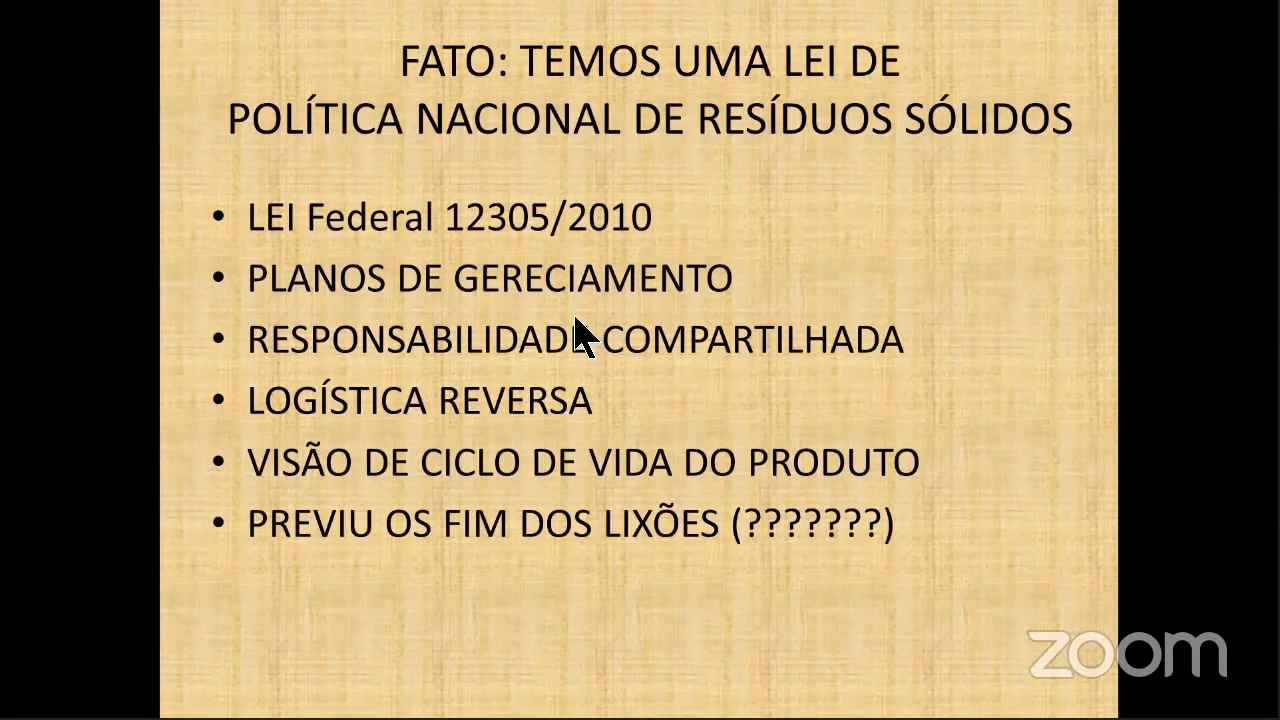 FATO: TEMOS UMA LEI DE
POLÍTICA NACIONAL DE RESÍDUOS SÓLIDOS
• LEI Federal 12305/2010
• PLANOS DE GERECIAMENTO
• RESPONSABILIDADE COMPARTILHADA
• LOGÍSTICA REVERSA
• VISÃO DE CICLO DE VIDA DO PRODUTO
• PREVIU OS FIM DOS LIXÕES (???????)
zoom